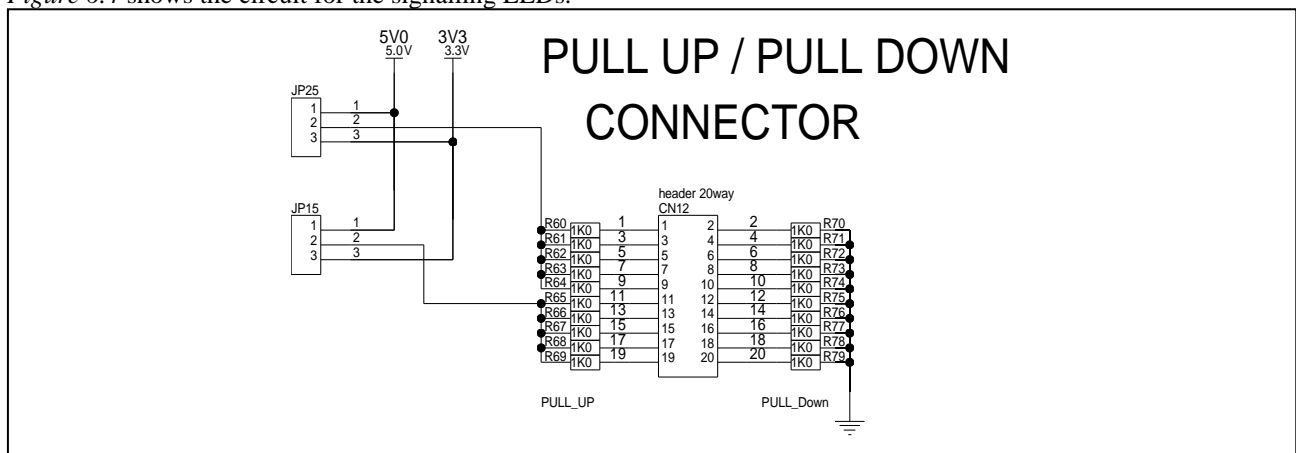 Figure 6.7 shows the circuit for the signalling LEDs.
PULL UP / PULL DOWN
CONNECTOR
5V0 3V3
5.0V 3.3V
JP25
1 1
2 2
3 3
JP15
1 1
2 2
3 3
header 20way
CN12
R60 1K0 1 1 2 2 1K0 R70
R61 1K0 3 3 4 4 1K0 R71
R62 1K0 5 5 6 6 1K0 R72
R63 1K0 7 7 8 8 1K0 R73
R64 1K0 9 9 10 10 1K0 R74
R65 1K0 11 11 12 12 1K0 R75
R66 1K0 13 13 14 14 1K0 R76
R67 1K0 15 15 16 16 1K0 R77
R68 1K0 17 17 18 18 1K0 R78
R69 1K0 19 19 20 20 1K0 R79
PULL_UP PULL_Down